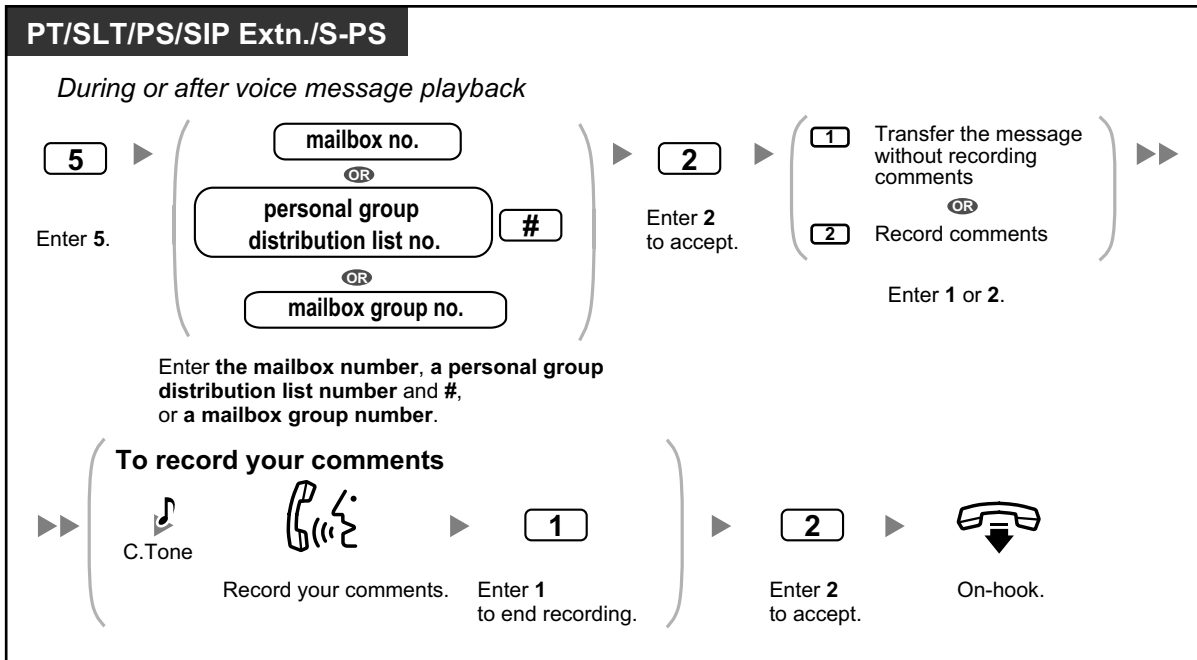 PT/SLT/PS/SIP Extn./S-PS
During or after voice message playback
5
Enter 5.
mailbox no.
OR
personal group
distribution list no.
#
OR
mailbox group no.
Enter the mailbox number, a personal group
distribution list number and #,
or a mailbox group number.
2
Enter 2
to accept.
1 Transfer the message
without recording
comments
OR
2 Record comments
Enter 1 or 2.
To record your comments
C.Tone
Record your comments.
1
Enter 1
to end recording.
2
Enter 2
to accept.
On-hook.